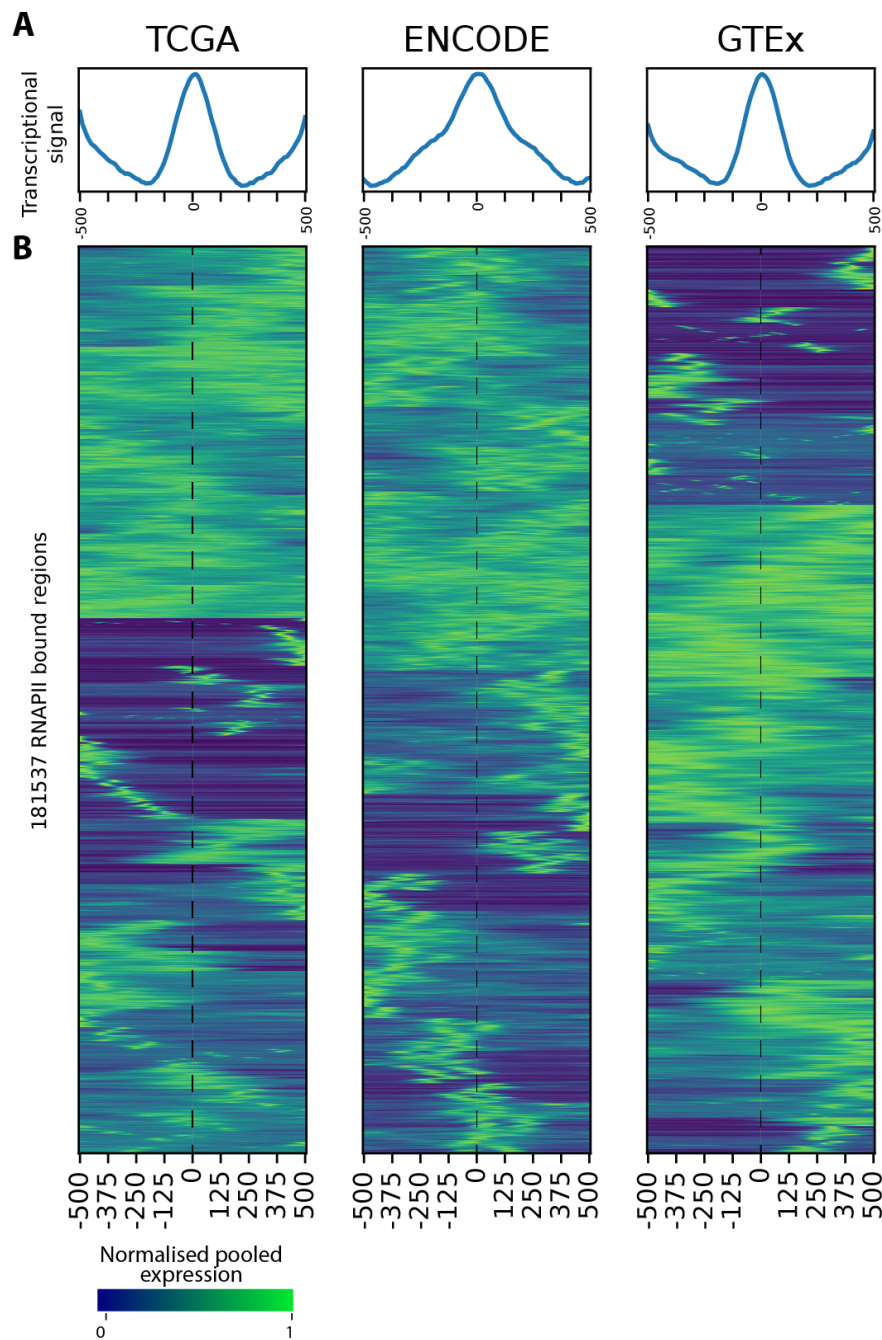 A
TCGA ENCODE GTEx
Transcriptional
signal
-500 0 500 -500 0 500 -500 0 500
B
181537 RNAPII bound regions
-500 -375 -250 -125 0 125 250 375 500 -500 -375 -250 -125 0 125 250 375 500 -500 -375 -250 -125 0 125 250 375 500
Normalised pooled
expression
0 1